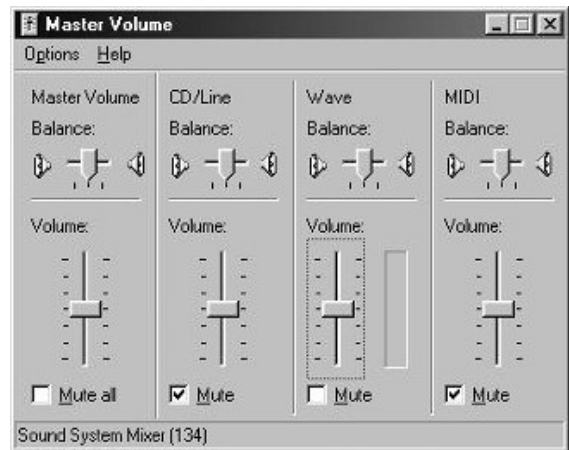 Master Volume
Options Help
Master Volume CD/Line Wave MIDI
Balance: Balance: Balance: Balance:
Volume: Volume: Volume: Volume:
Mute all Mute Mute Mute
Sound System Mixer (134)